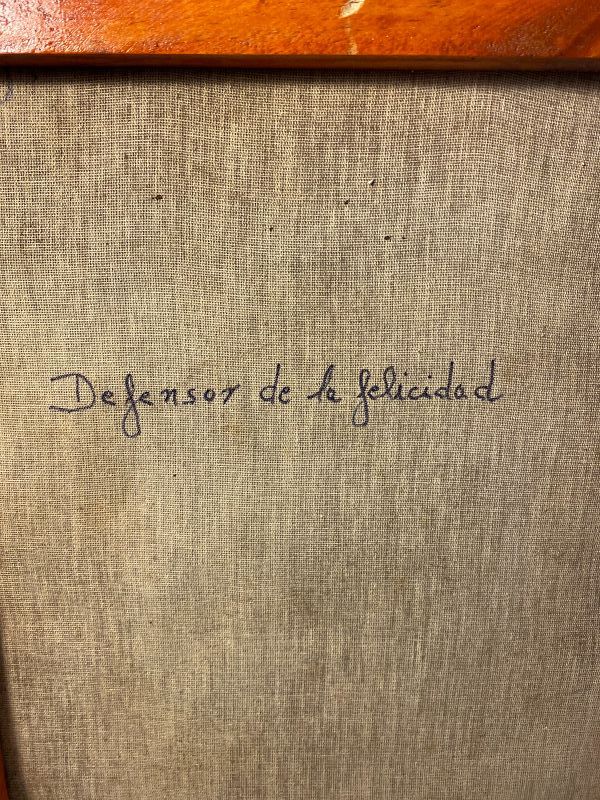 Defensor de la felicidad